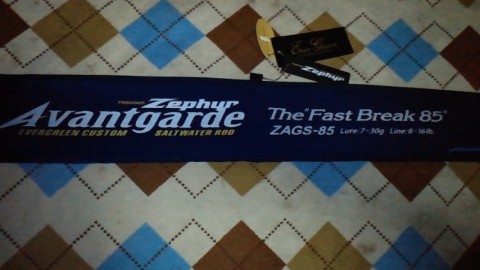 Zephyr
Avantgarde
EVERGREEN CUSTOM SALTWATER ROD
The "Fast Break 85"
ZAGS-85 Lure:7-30g Line:8-16lb.
Zephyr